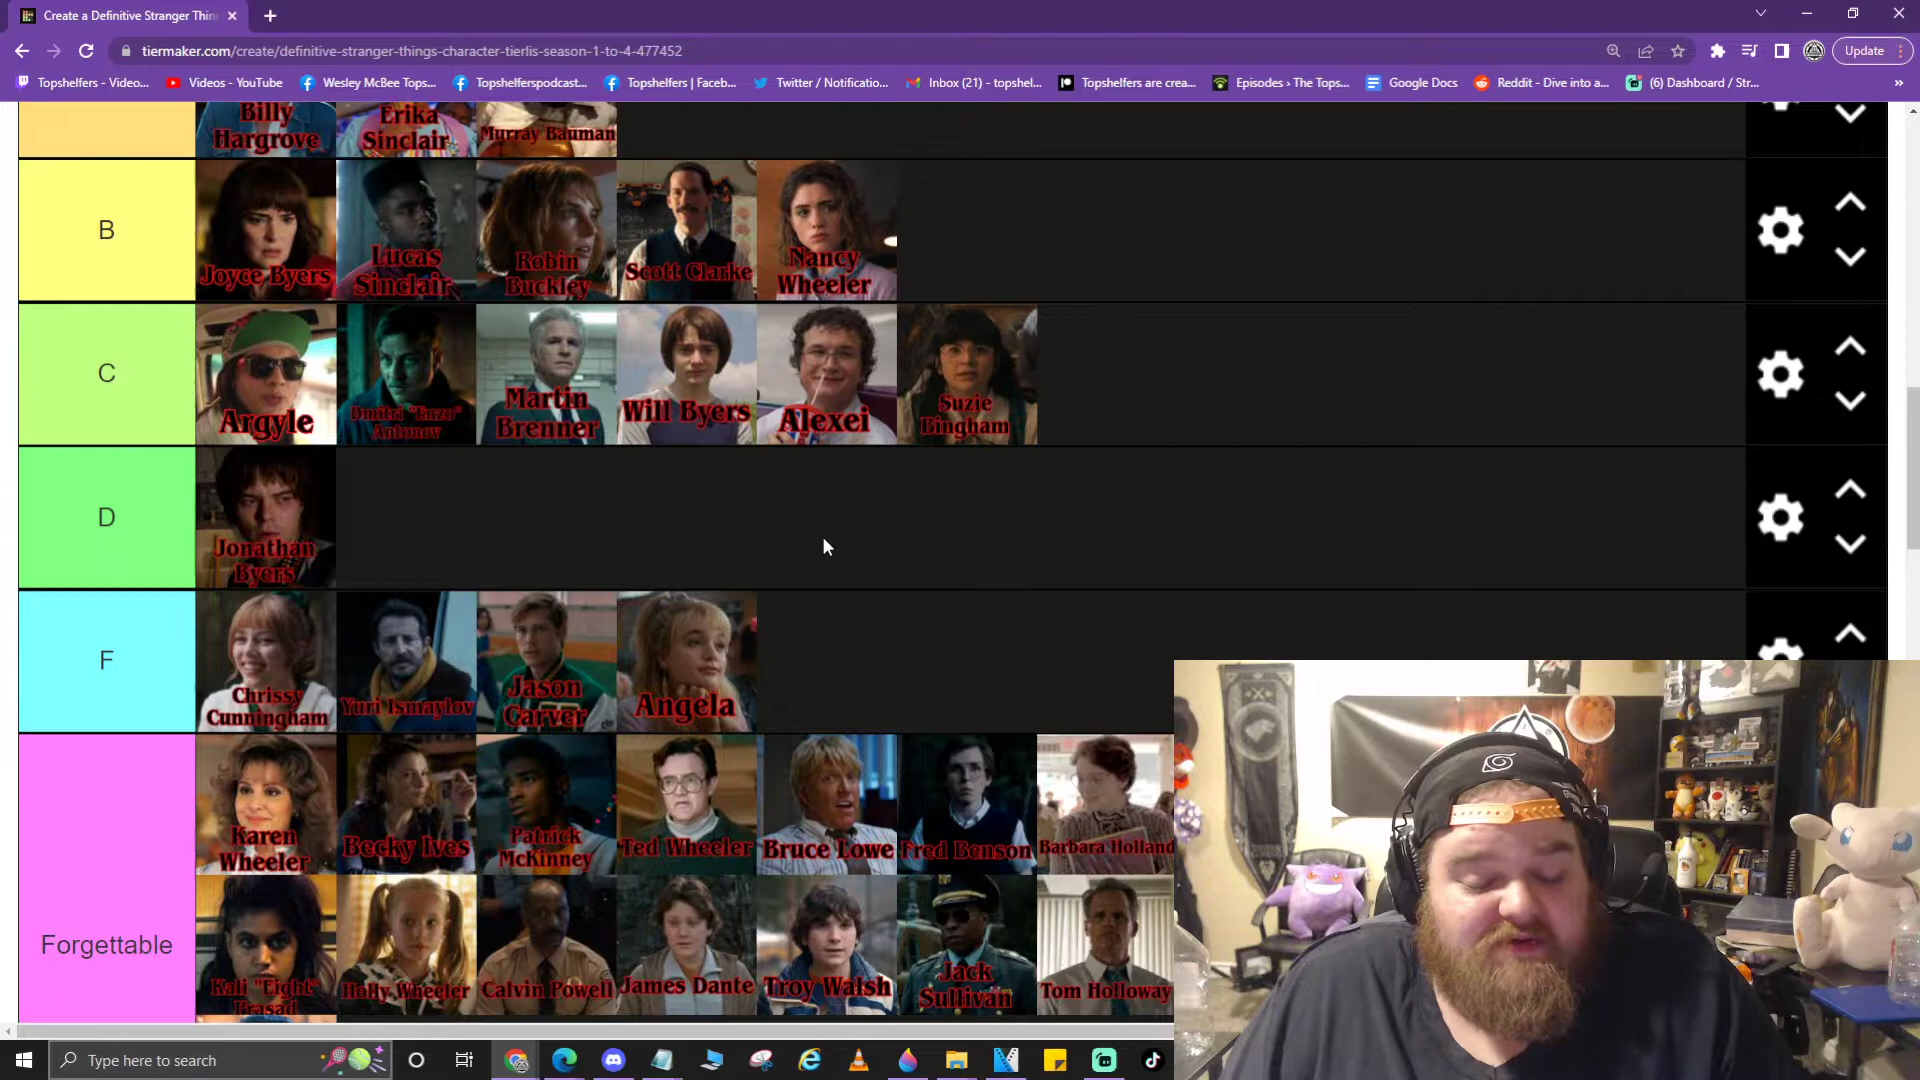 Create a Definitive Stranger Thin
tiermaker.com/create/definitive-stranger-things-character-tierlis-season-1-to-4-477452
Update
Topshelfers - Video...
Videos - YouTube
Wesley McBee Tops...
Topshelferspodcast...
Topshelfers | Faceb...
Twitter / Notificatio...
Inbox (21) - topshel...
Topshelfers are crea...
Episodes › The Tops...
Google Docs
Reddit - Dive into a...
(6) Dashboard / Str...
»
Billy
Hargrove
Erika
Sinclair
Murray Bauman
B
Joyce Byers
Lucas
Sinclair
Robin
Buckley
Scott Clarke
Nancy
Wheeler
C
Argyle
Dmitri "Enzo"
Antonov
Martin
Brenner
Will Byers
Alexei
Suzie
Bingham
D
Jonathan
Byers
F
Chrissy
Cunningham
Yuri Ismaylov
Jason
Carver
Angela
Forgettable
Karen
Wheeler
Becky Ives
Patrick
McKinney
Ted Wheeler
Bruce Lowe
Fred Benson
Barbara Holland
Kali "Eight"
Prasad
Holly Wheeler
Calvin Powell
James Dante
Troy Walsh
Jack
Sullivan
Tom Holloway
Type here to search